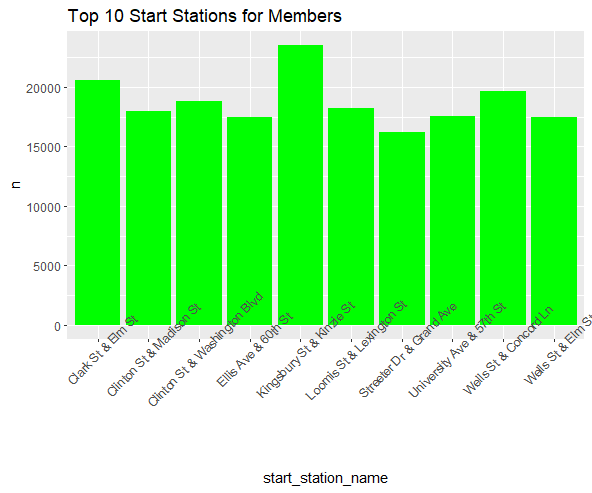 Top 10 Start Stations for Members
n
20000
15000
10000
5000
0
Clark St & Elm St
Clinton St & Madison St
Clinton St & Washington Blvd
Ellis Ave & 60th St
Kingsbury St & Kinzie St
Loomis St & Lexington St
Streeter Dr & Grand Ave
University Ave & 57th St
Wells St & Concord Ln
Wells St & Elm St
start_station_name